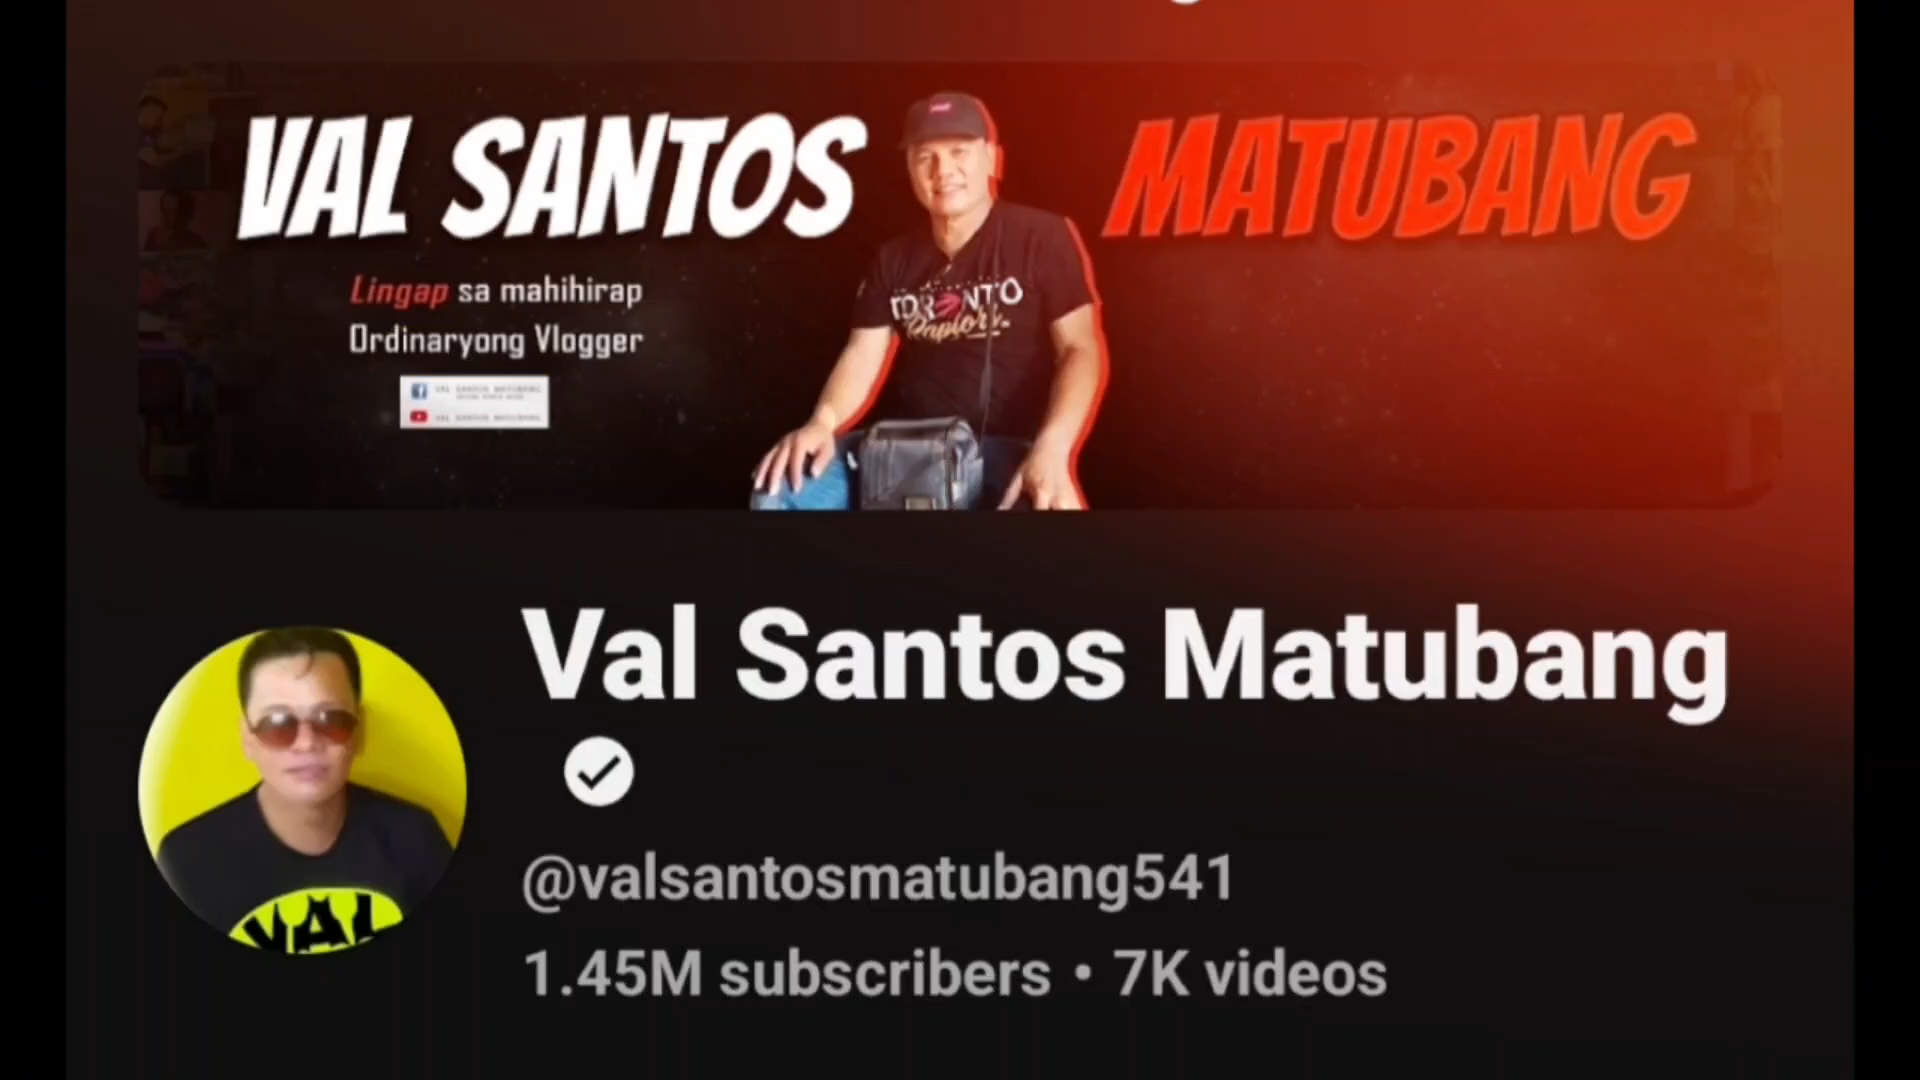 VAL SANTOS MATUBANG
Lingap sa mahihirap
Ordinaryong Vlogger
TORONTO
Raptors
Val Santos Matubang
VAL
@valsantosmatubang541
1.45M subscribers • 7K videos